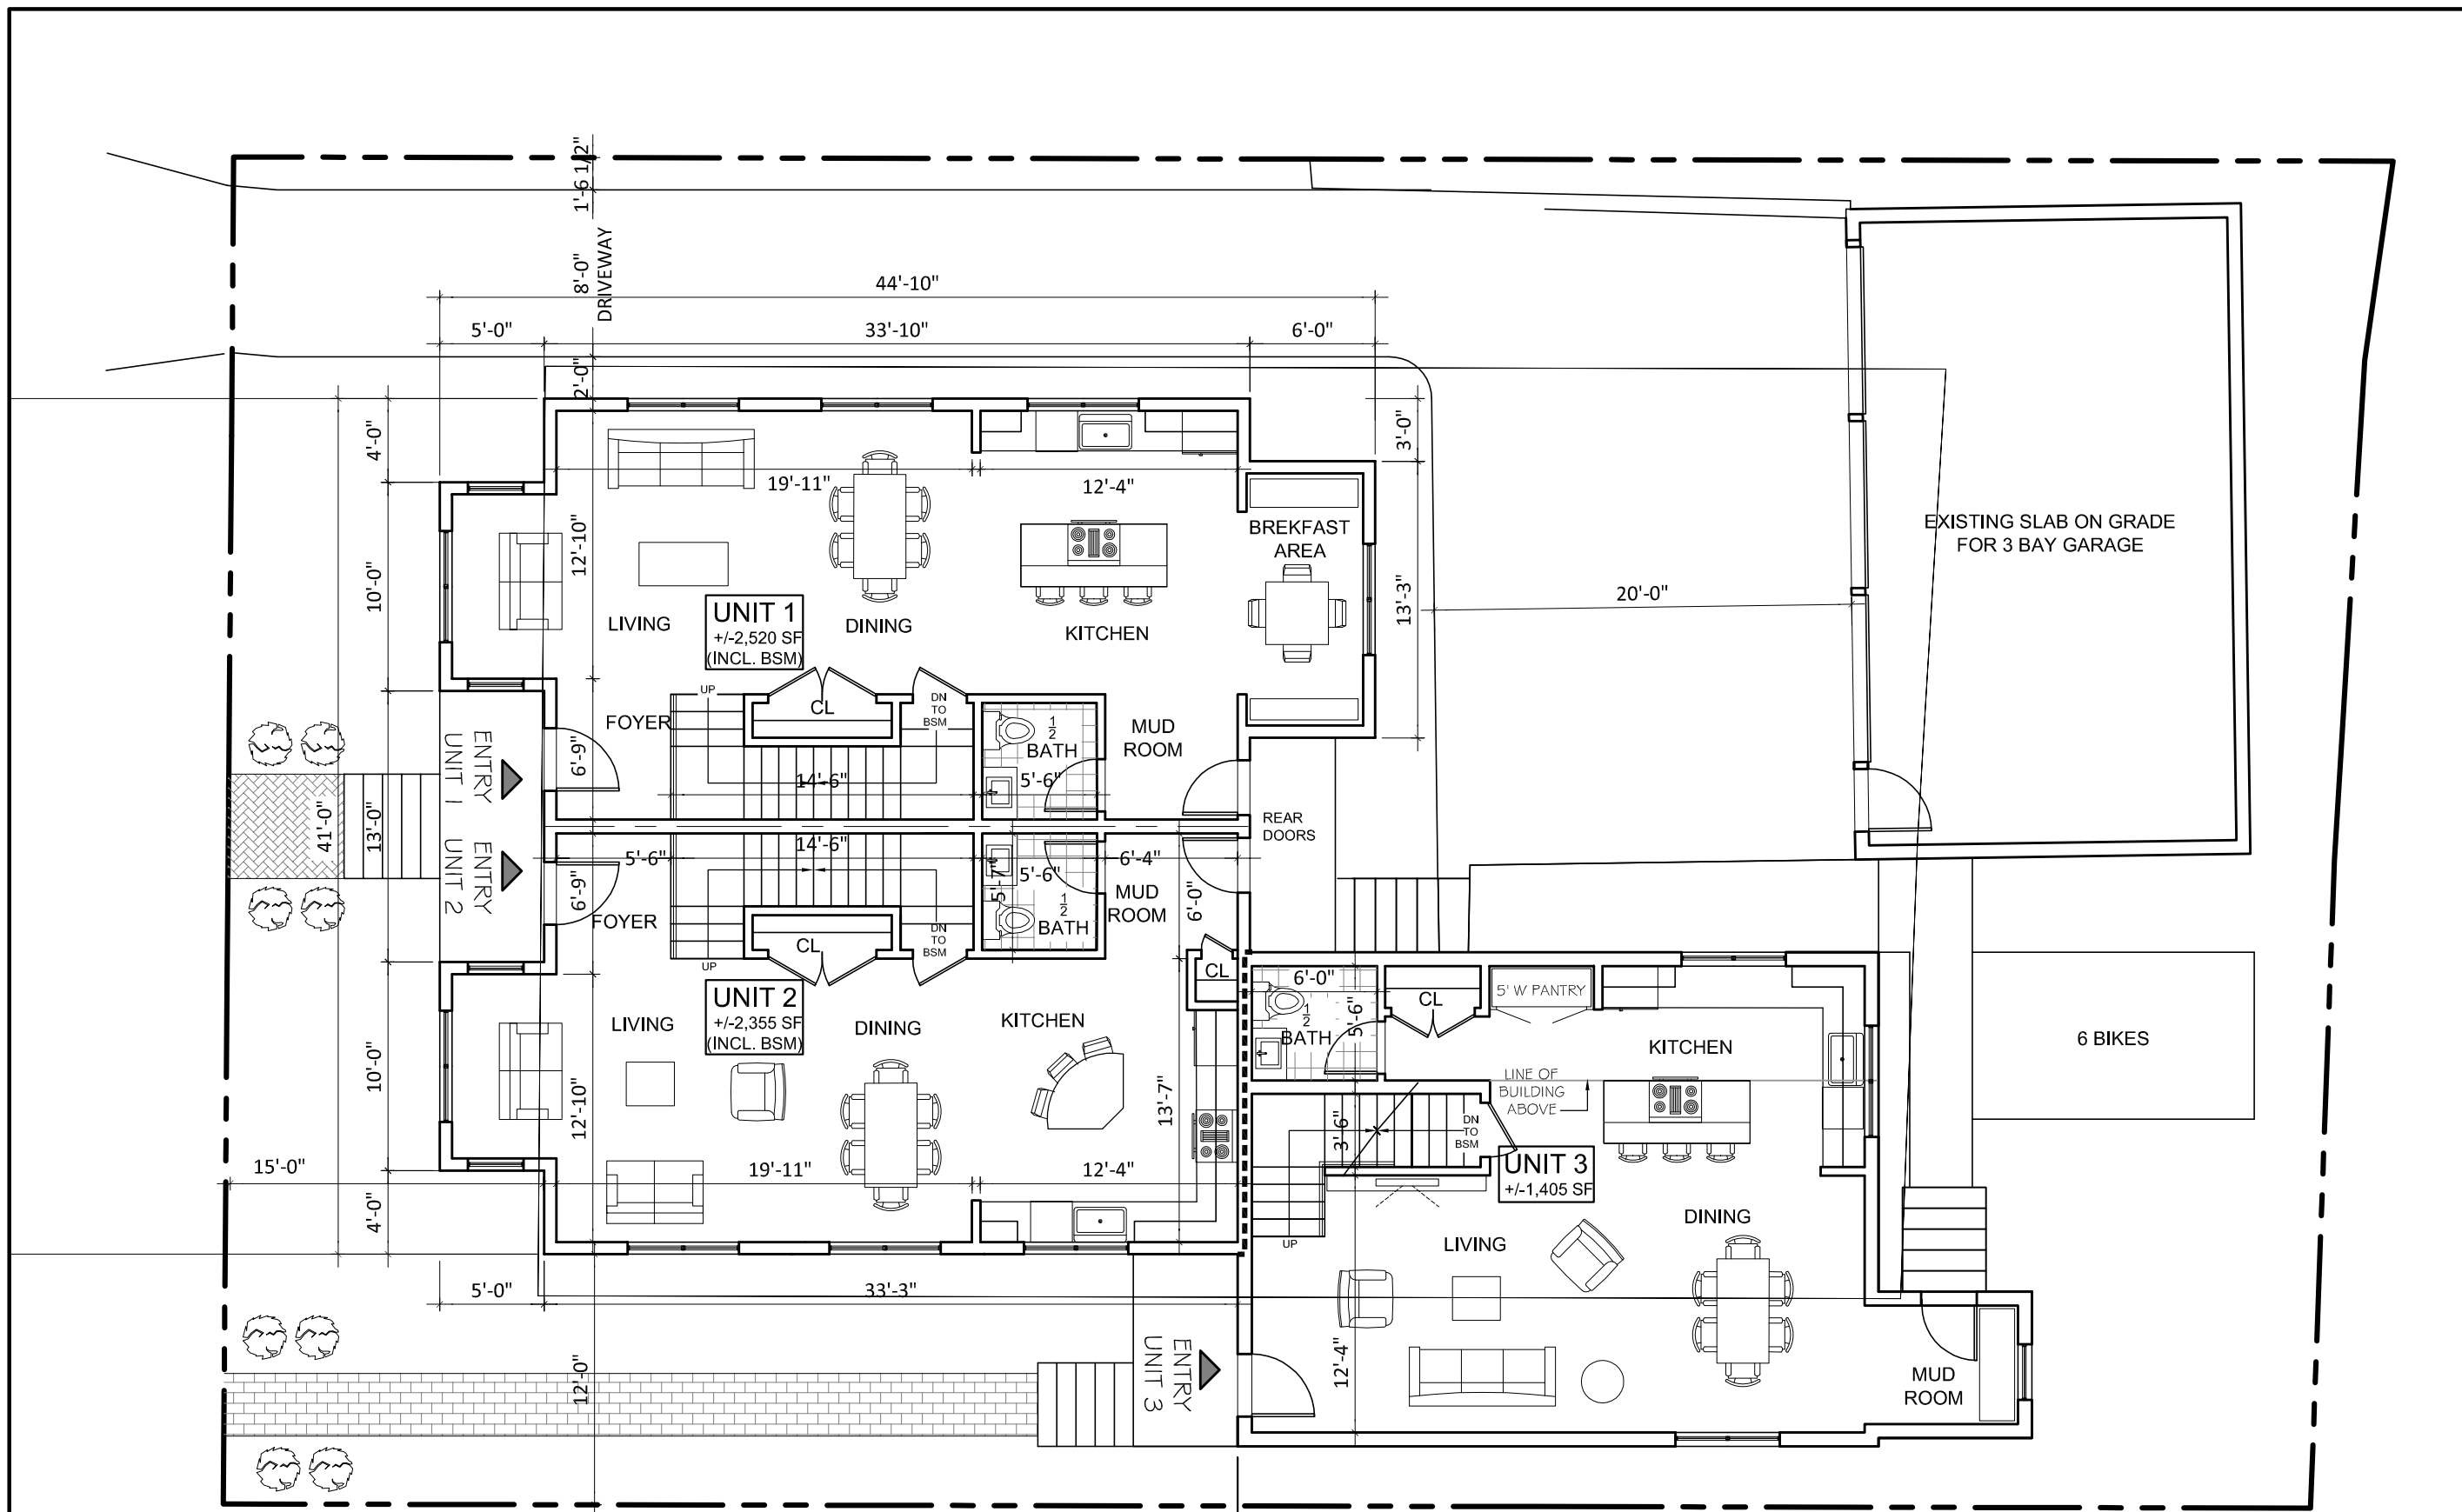 1'-6 1/2"
8'-0"
DRIVEWAY
44'-10"
5'-0"
33'-10"
6'-0"
2'-0"
4'-0"
3'-0"
19'-11"
12'-4"
12'-10"
10'-0"
BREKFAST
AREA
EXISTING SLAB ON GRADE
FOR 3 BAY GARAGE
20'-0"
13'-3"
LIVING
UNIT 1
+/-2,520 SF
(INCL. BSM)
DINING
KITCHEN
UP
CL
DN
TO
BSM
FOYER
1/2
BATH
MUD
ROOM
ENTRY
UNIT 1
6'-9"
14'-6"
5'-6"
41'-0"
13'-0"
REAR
DOORS
ENTRY
UNIT 2
14'-6"
5'-6"
5'-6"
6'-4"
5'-7"
6'-9"
MUD
ROOM
6'-0"
FOYER
1/2
BATH
CL
DN
TO
BSM
UP
UNIT 2
+/-2,355 SF
(INCL. BSM)
LIVING
DINING
KITCHEN
CL
6'-0"
1/2
BATH
5'-6"
CL
5' W PANTRY
KITCHEN
6 BIKES
10'-0"
12'-10"
13'-7"
LINE OF
BUILDING
ABOVE
3'-6"
DN
TO
BSM
UNIT 3
+/-1,405 SF
15'-0"
19'-11"
12'-4"
4'-0"
UP
LIVING
DINING
5'-0"
33'-3"
12'-0"
ENTRY
UNIT 3
12'-4"
MUD
ROOM